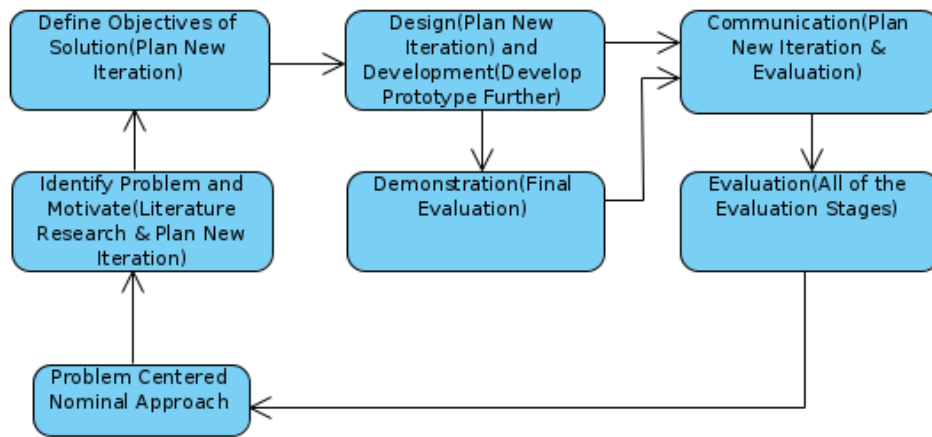 Define Objectives of
Solution(Plan New
Iteration)
Design(Plan New
Iteration) and
Development(Develop
Prototype Further)
Communication(Plan
New Iteration &
Evaluation)
Identify Problem and
Motivate(Literature
Research & Plan New
Iteration)
Demonstration(Final
Evaluation)
Evaluation(All of the
Evaluation Stages)
Problem Centered
Nominal Approach